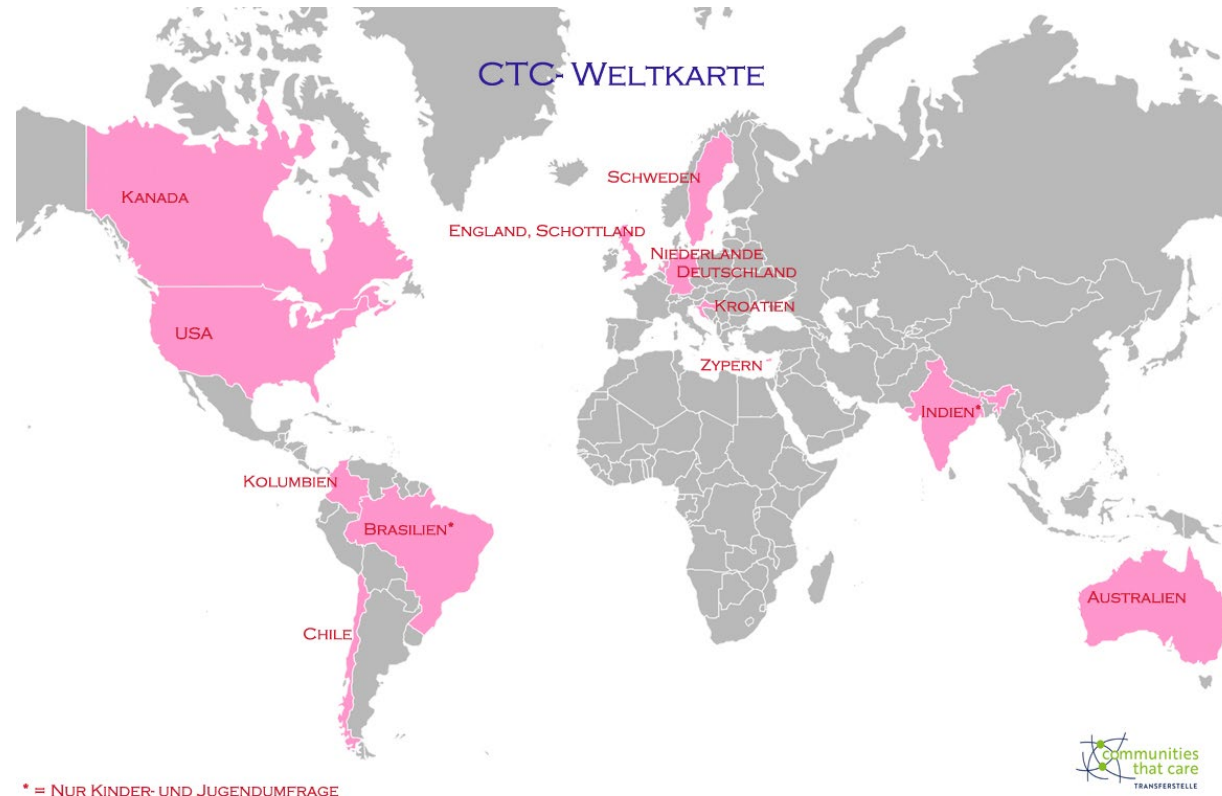 CTC- WELTKARTE
KANADA
SCHWEDEN
ENGLAND, SCHOTTLAND
NIEDERLANDE
DEUTSCHLAND
KROATIEN
USA
ZYPERN
INDIEN*
KOLUMBIEN
BRASILIEN*
AUSTRALIEN
CHILE
communities
that care
TRANSFERSTELLE
* = NUR KINDER- UND JUGENDUMFRAGE